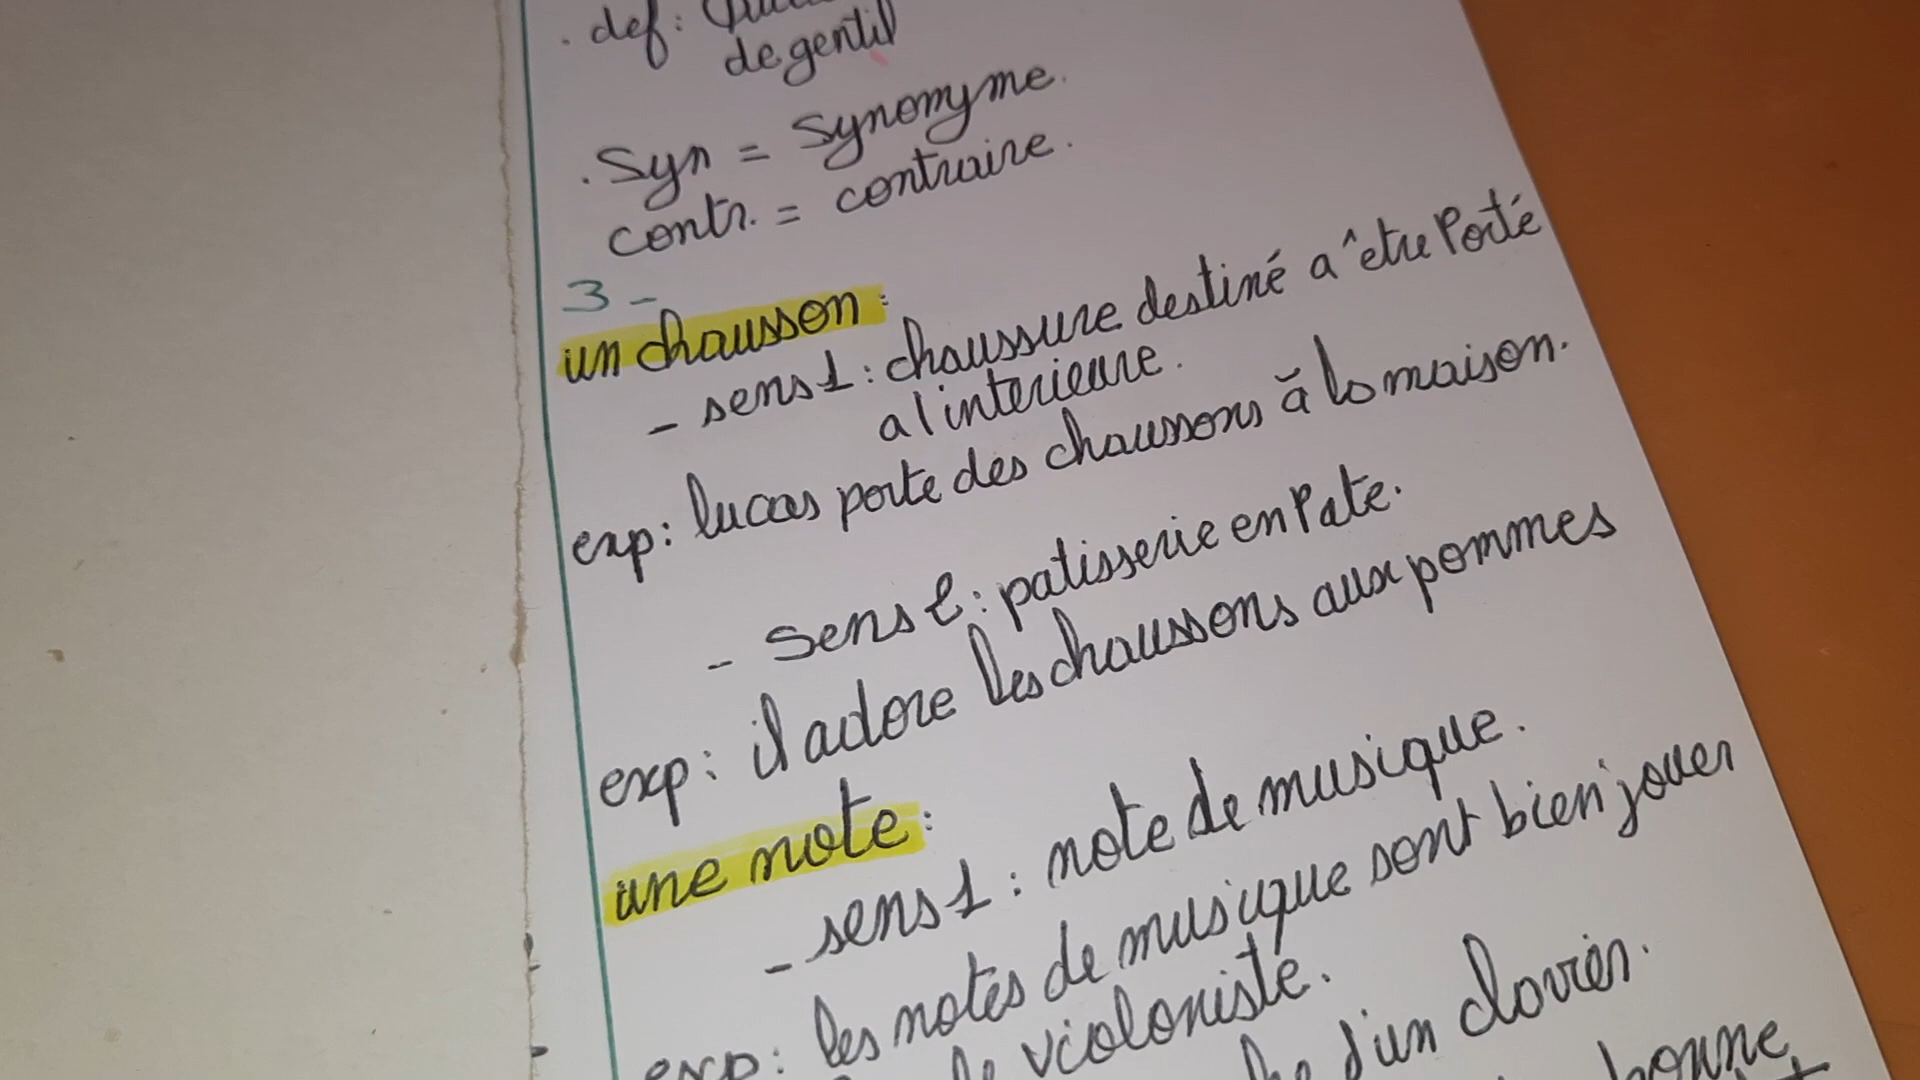 . def:
de gentil
. Syn = Synonyme.
contr. = contraire.
3 -
un chausson:
- sens 1: chaussure destiné a être Porté
a l interieure.
exp: lucas porte des chaussons à la maison.
- Sens 2: patisserie en Pate.
exp: il adore les chaussons aux pommes
une note:
- sens 1: note de musique.
exp: les notes de musique sont bien jouer
le violoniste.
d'un clavier.
bonne